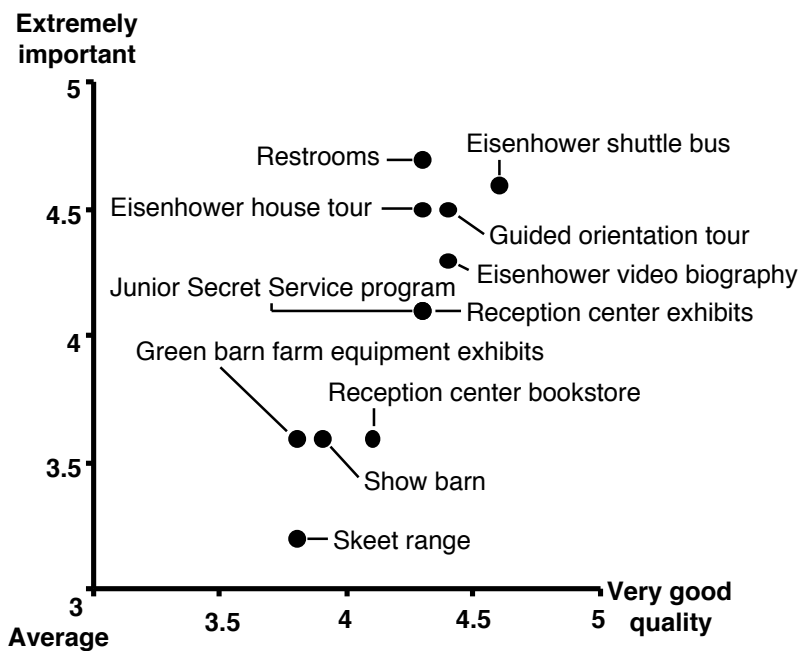 Extremely
important
5
Eisenhower shuttle bus
Restrooms
Eisenhower house tour
4.5
Guided orientation tour
Eisenhower video biography
Junior Secret Service program
Reception center exhibits
4
Green barn farm equipment exhibits
Reception center bookstore
3.5
Show barn
Skeet range
3
Average
3.5
4
4.5
5
Very good
quality